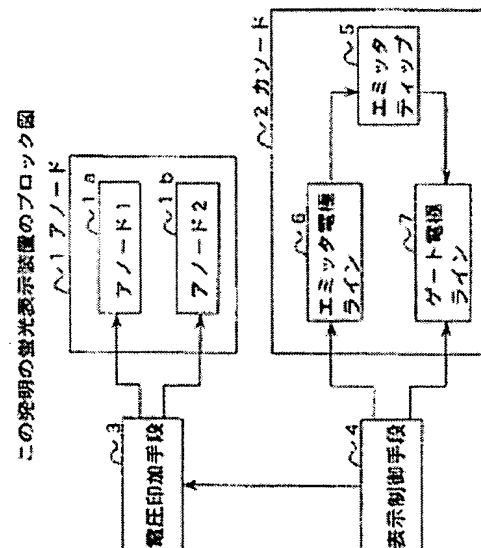 この発明の蛍光表示装置のブロック図
1 アノード
1a
アノード1
1b
アノード2
3
電圧印加手段
2 カソード
5
エミッタ
ティップ
6
エミッタ電極
ライン
7
ゲート電極
ライン
4
表示制御手段